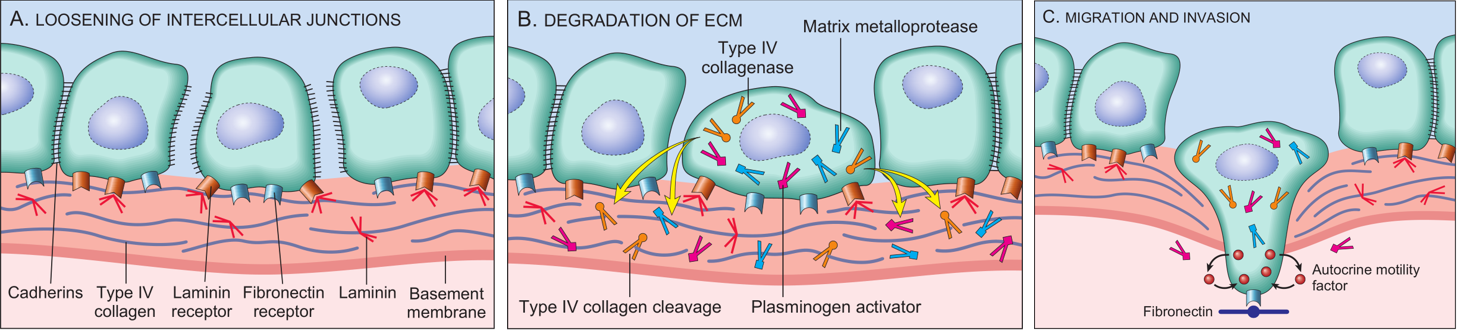 A. LOOSENING OF INTERCELLULAR JUNCTIONS
Cadherins
Type IV
collagen
Laminin
receptor
Fibronectin
receptor
Laminin
Basement
membrane
B. DEGRADATION OF ECM
Matrix metalloprotease
Type IV
collagenase
Type IV collagen cleavage
Plasminogen activator
C. MIGRATION AND INVASION
Autocrine motility
factor
Fibronectin